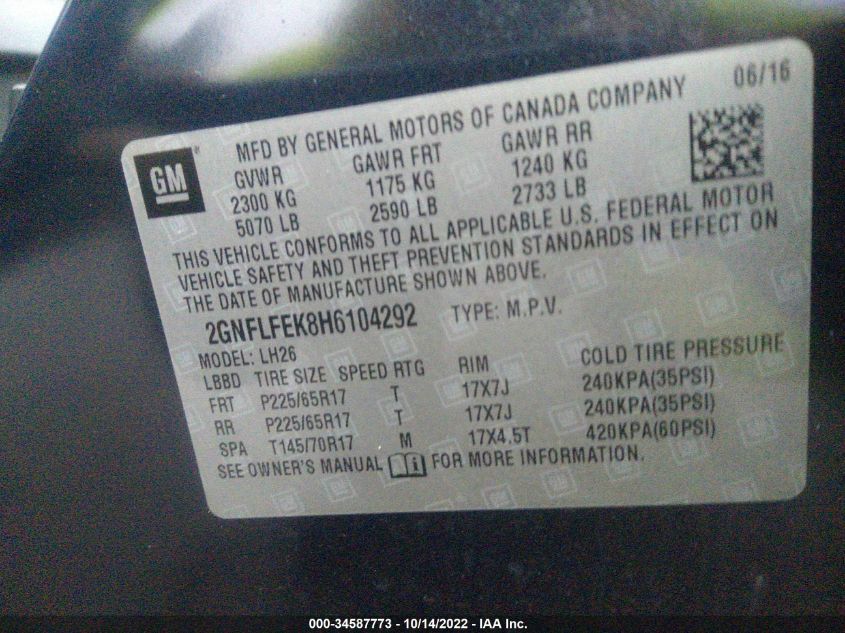 06/16
MFD BY GENERAL MOTORS OF CANADA COMPANY
GM ®
GVWR GAWR FRT GAWR RR
2300 KG 1175 KG 1240 KG
5070 LB 2590 LB 2733 LB
THIS VEHICLE CONFORMS TO ALL APPLICABLE U.S. FEDERAL MOTOR
VEHICLE SAFETY AND THEFT PREVENTION STANDARDS IN EFFECT ON
THE DATE OF MANUFACTURE SHOWN ABOVE.
2GNFLFEK8H6104292 TYPE: M.P.V.
MODEL: LH26
LBBD TIRE SIZE SPEED RTG RIM COLD TIRE PRESSURE
FRT P225/65R17 T 17X7J 240KPA(35PSI)
RR P225/65R17 T 17X7J 240KPA(35PSI)
SPA T145/70R17 M 17X4.5T 420KPA(60PSI)
SEE OWNER'S MANUAL FOR MORE INFORMATION.
000-34587773 - 10/14/2022 - IAA Inc.